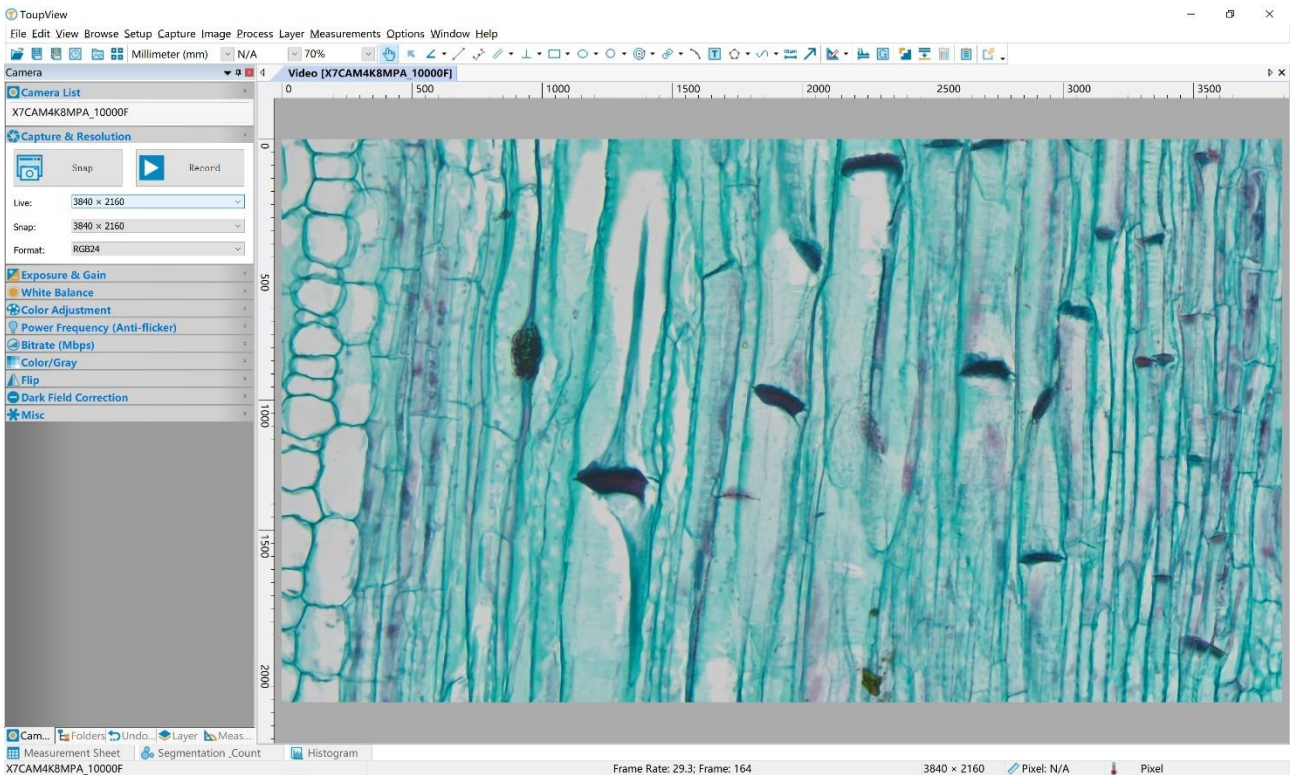 ToupView
File Edit View Browse Setup Capture Image Process Layer Measurements Options Window Help
Millimeter (mm) N/A 70%
Camera
Video [X7CAM4K8MPA_10000F]
Camera List
X7CAM4K8MPA_10000F
Capture & Resolution
Snap Record
Live: 3840 × 2160
Snap: 3840 × 2160
Format: RGB24
Exposure & Gain
White Balance
Color Adjustment
Power Frequency (Anti-flicker)
Bitrate (Mbps)
Color/Gray
Flip
Dark Field Correction
Misc
0 500 1000 1500 2000 2500 3000 3500
0
500
1000
1500
2000
Cam... Folders Undo... Layer Meas...
Measurement Sheet Segmentation_Count Histogram
X7CAM4K8MPA_10000F Frame Rate: 29.3; Frame: 164 3840 × 2160 Pixel: N/A Pixel